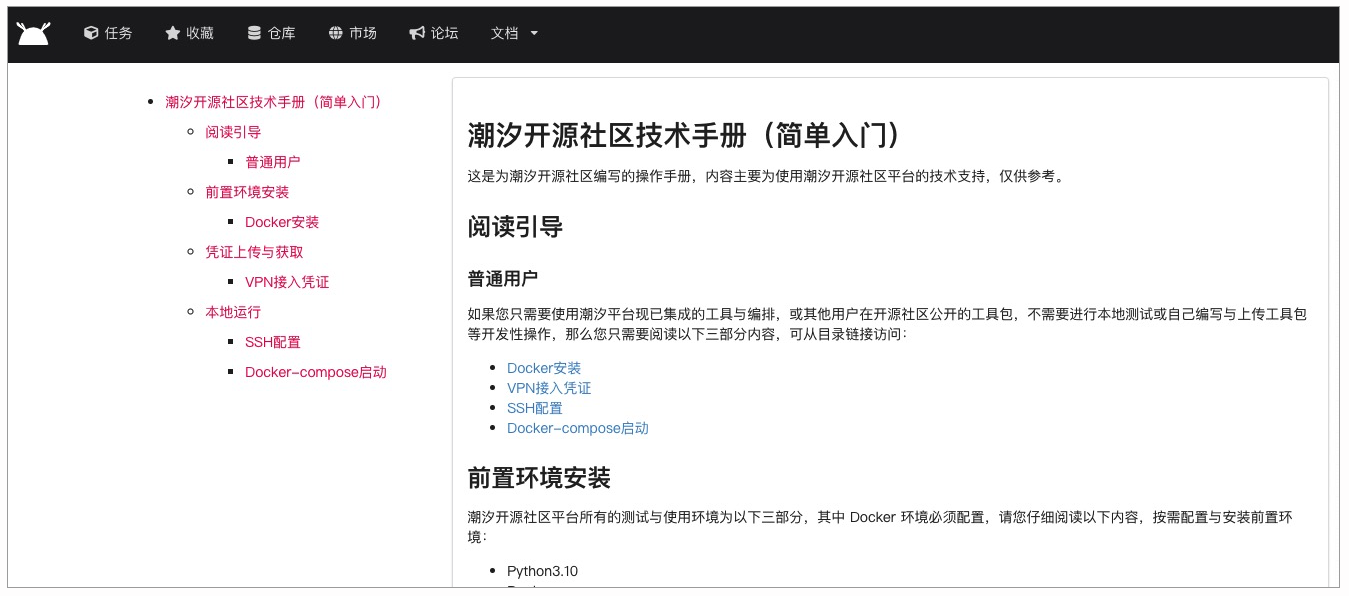 任务 收藏 仓库 市场 论坛 文档
潮汐开源社区技术手册（简单入门）
阅读引导
普通用户
前置环境安装
Docker安装
凭证上传与获取
VPN接入凭证
本地运行
SSH配置
Docker-compose启动
潮汐开源社区技术手册（简单入门）
这是为潮汐开源社区编写的操作手册，内容主要为使用潮汐开源社区平台的技术支持，仅供参考。
阅读引导
普通用户
如果您只需要使用潮汐平台现已集成的工具与编排，或其他用户在开源社区公开的工具包，不需要进行本地测试或自己编写与上传工具包
等开发性操作，那么您只需要阅读以下三部分内容，可从目录链接访问：
Docker安装
VPN接入凭证
SSH配置
Docker-compose启动
前置环境安装
潮汐开源社区平台所有的测试与使用环境为以下三部分，其中 Docker 环境必须配置，请您仔细阅读以下内容，按需配置与安装前置环
境：
Python3.10